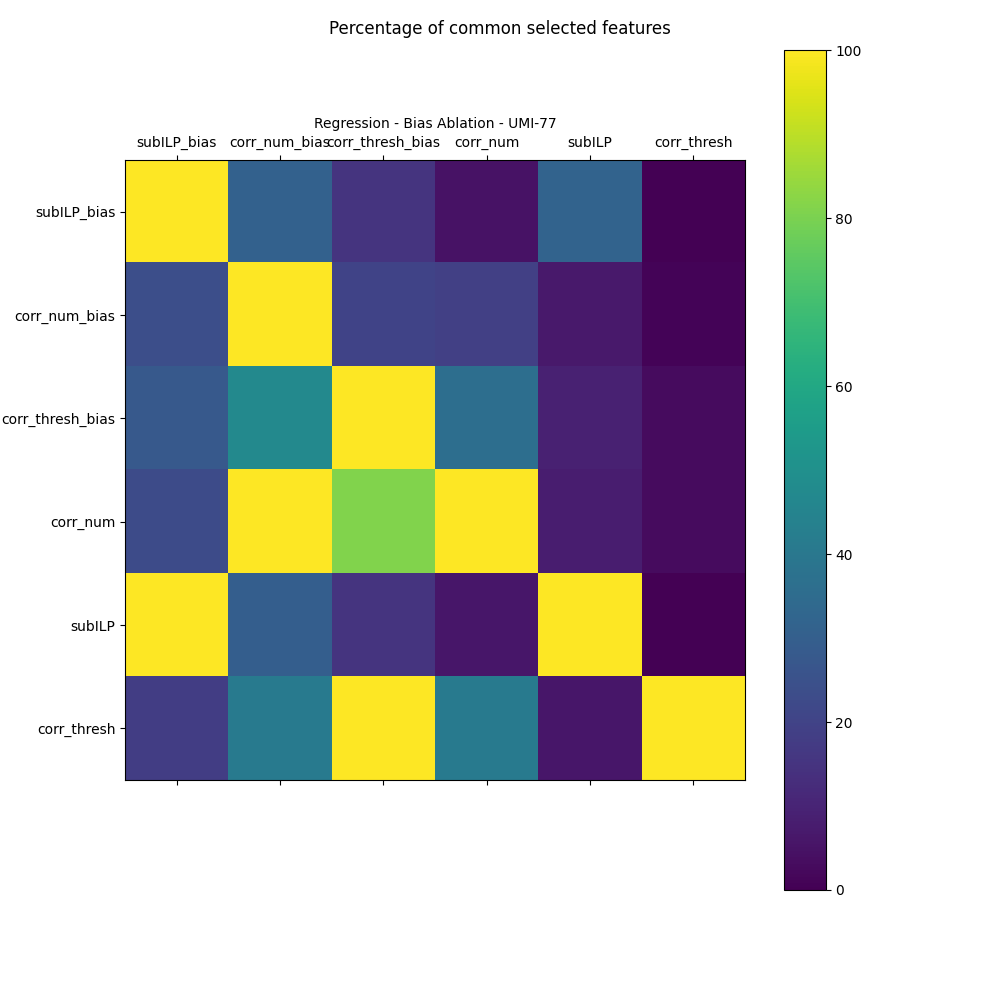 Percentage of common selected features
Regression - Bias Ablation - UMI-77
subILP_bias corr_num_bias corr_thresh_bias corr_num subILP corr_thresh
subILP_bias
corr_num_bias
corr_thresh_bias
corr_num
subILP
corr_thresh
100
80
60
40
20
0